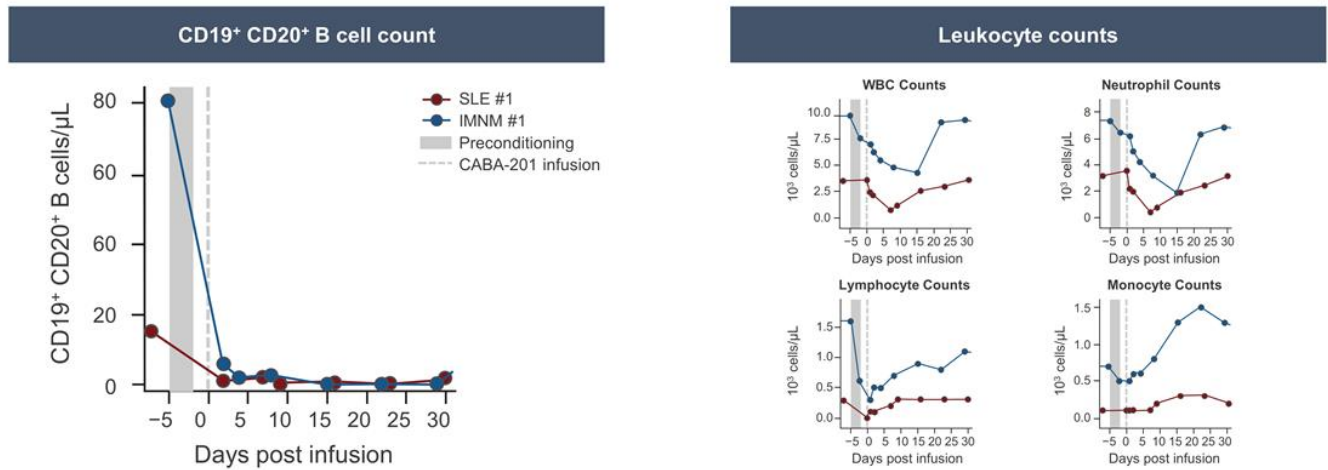 CD19⁺ CD20⁺ B cell count
CD19⁺ CD20⁺ B cells/µL
80
60
60
20
0
−5 0 5 10 15 20 25 30
Days post infusion
SLE #1
IMNM #1
Preconditioning
CABA-201 infusion
Leukocyte counts
WBC Counts
10³ cells/µL
10.0
7.5
5.0
2.5
0.0
−5 0 5 10 15 20 25 30
Days post infusion
Neutrophil Counts
10³ cells/µL
8
6
4
2
0
−5 0 5 10 15 20 25 30
Days post infusion
Lymphocyte Counts
10³ cells/µL
1.5
1.0
0.5
0.0
−5 0 5 10 15 20 25 30
Days post infusion
Monocyte Counts
10³ cells/µL
1.5
1.0
0.5
0.0
−5 0 5 10 15 20 25 30
Days post infusion